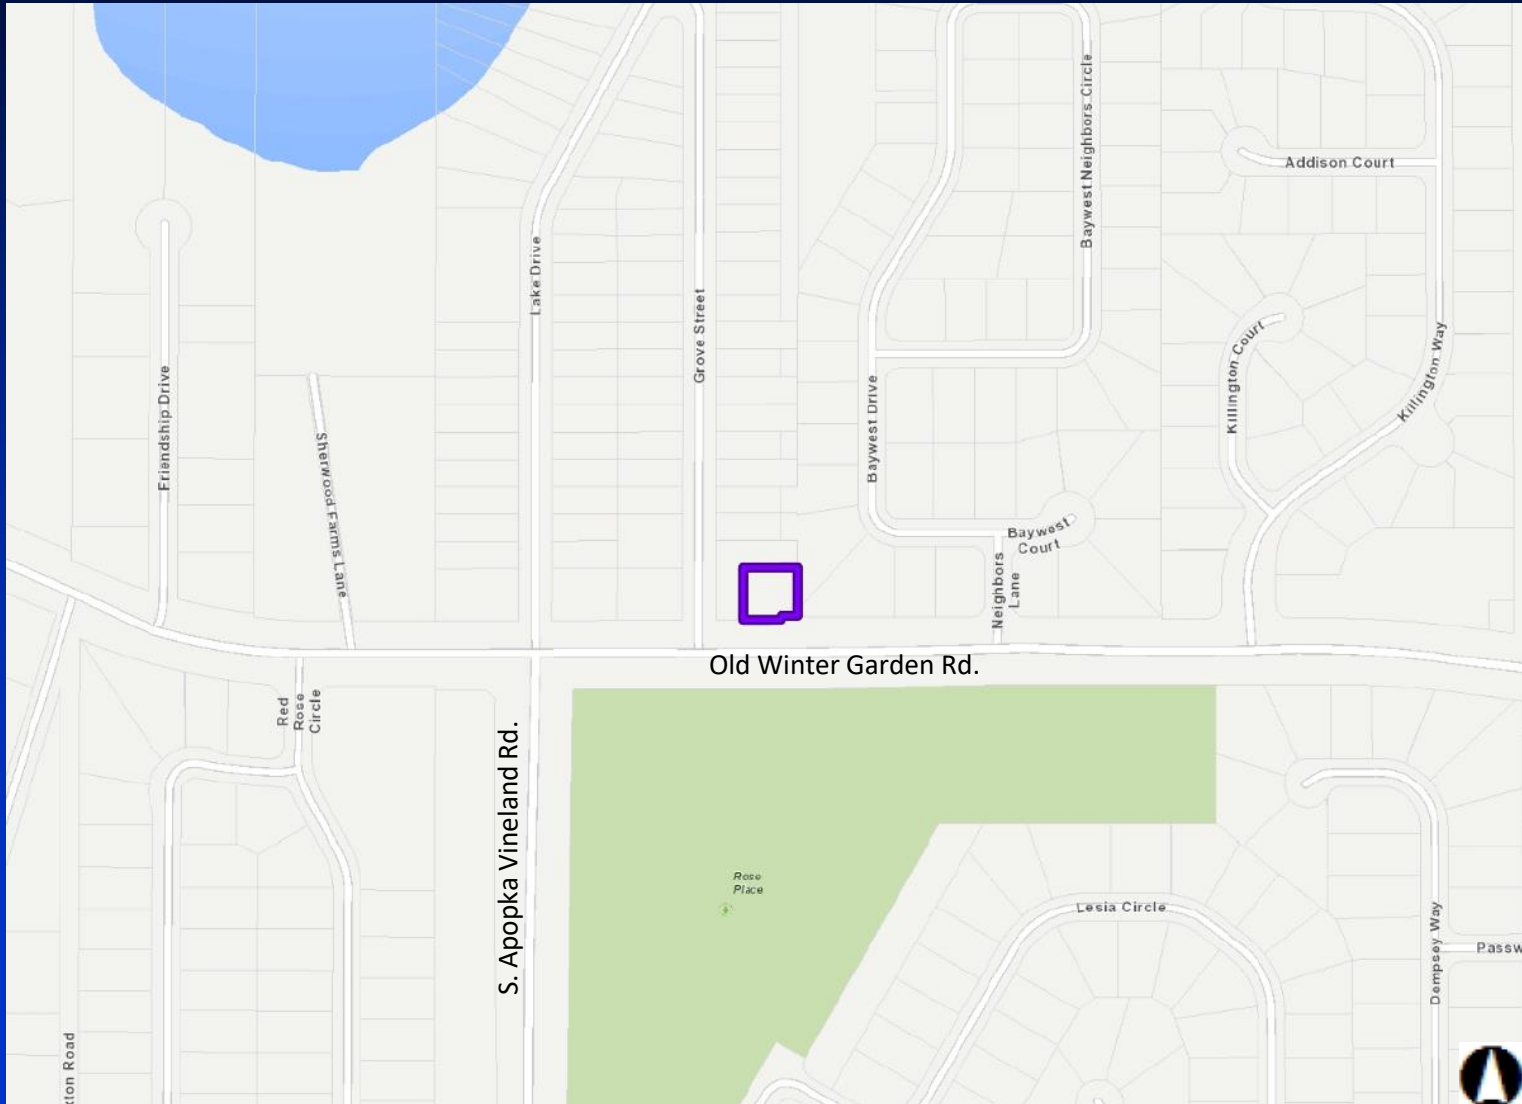 Baywest Neighbors Circle
Addison Court
Lake Drive
Grove Street
Killington Court
Killington Way
Friendship Drive
Baywest Drive
Sherwood Farms Lane
Baywest
Court
Neighbors
Lane
Old Winter Garden Rd.
Red
Rose
Circle
S. Apopka Vineland Rd.
Rose
Place
Lesia Circle
Dempsey Way
Passw
xton Road